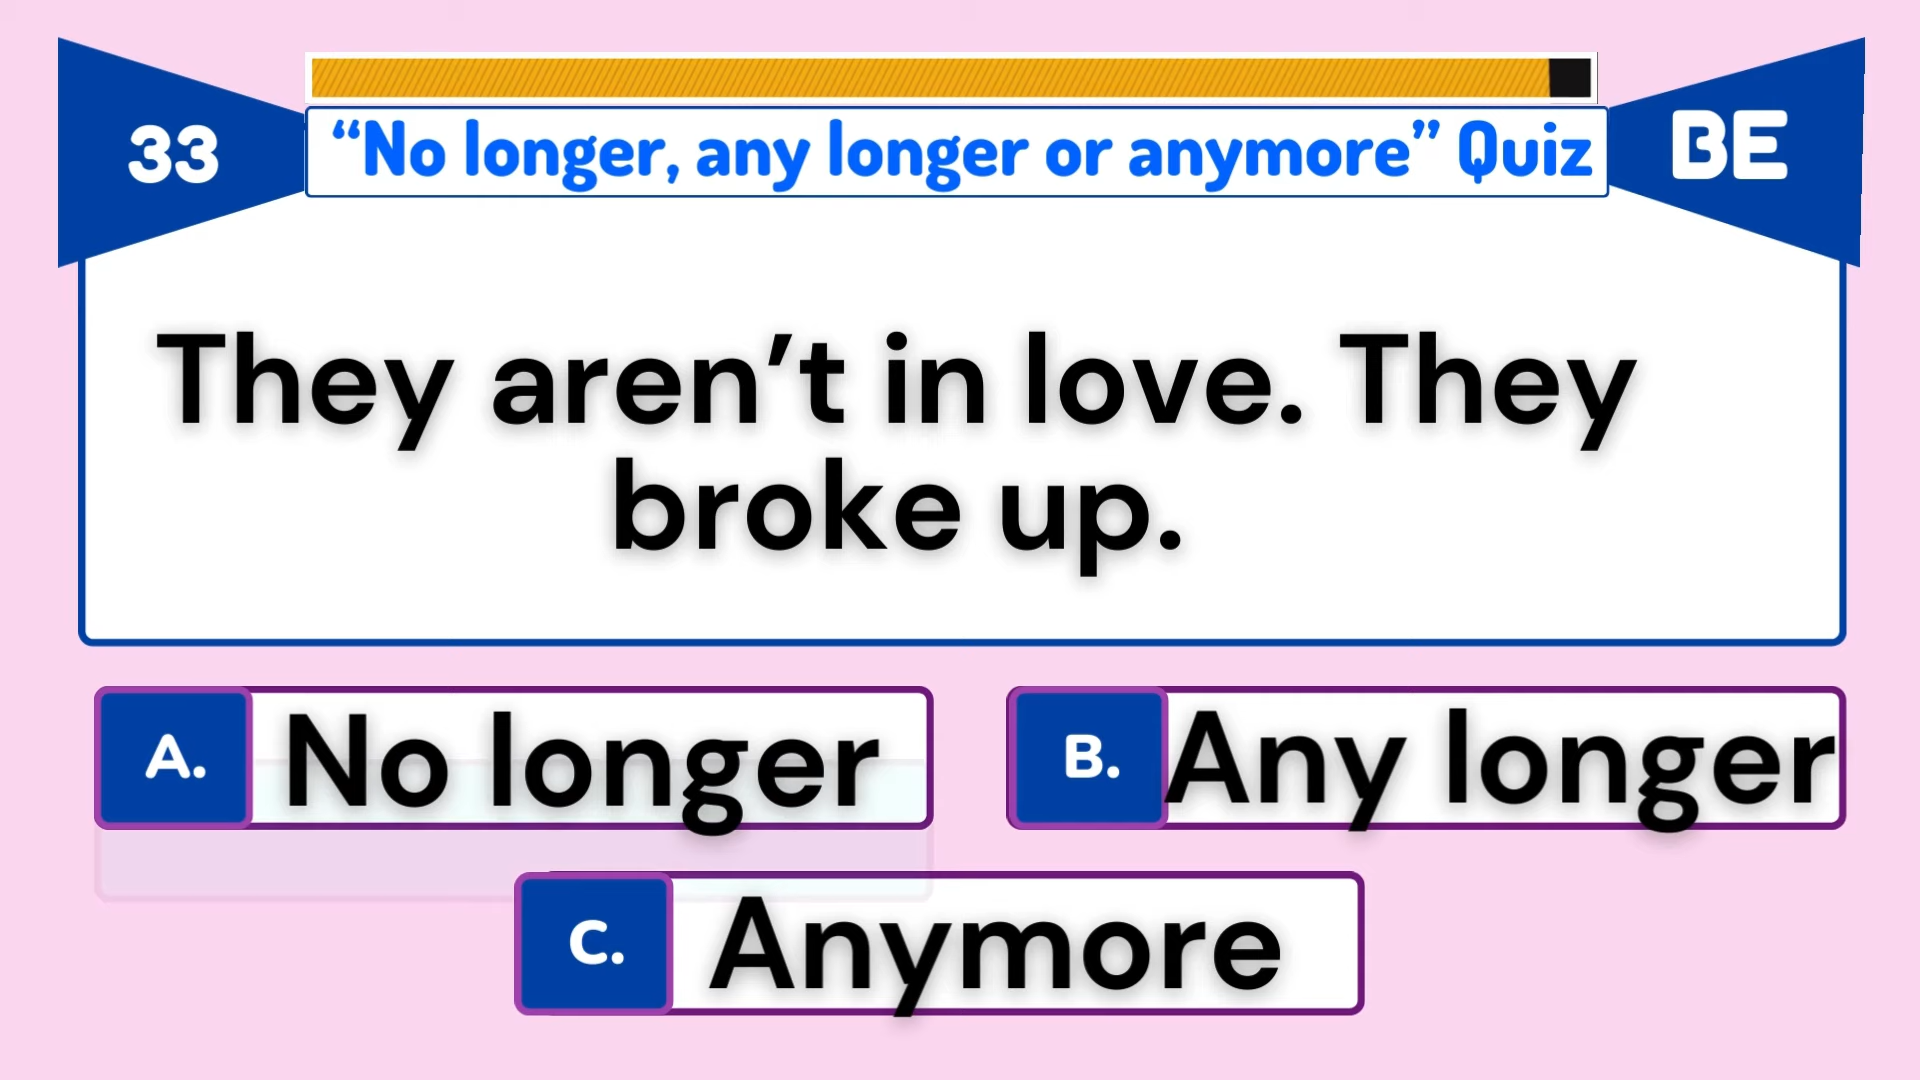 33
“No longer, any longer or anymore” Quiz
BE
They aren’t in love. They
broke up.
A. No longer
B. Any longer
C. Anymore